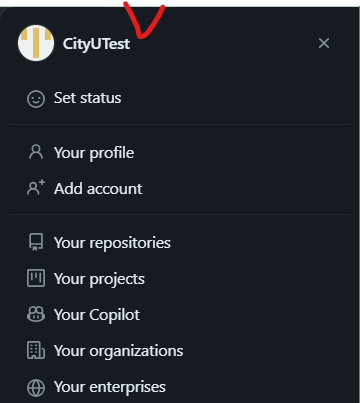 CityUTest
Set status
Your profile
Add account
Your repositories
Your projects
Your Copilot
Your organizations
Your enterprises